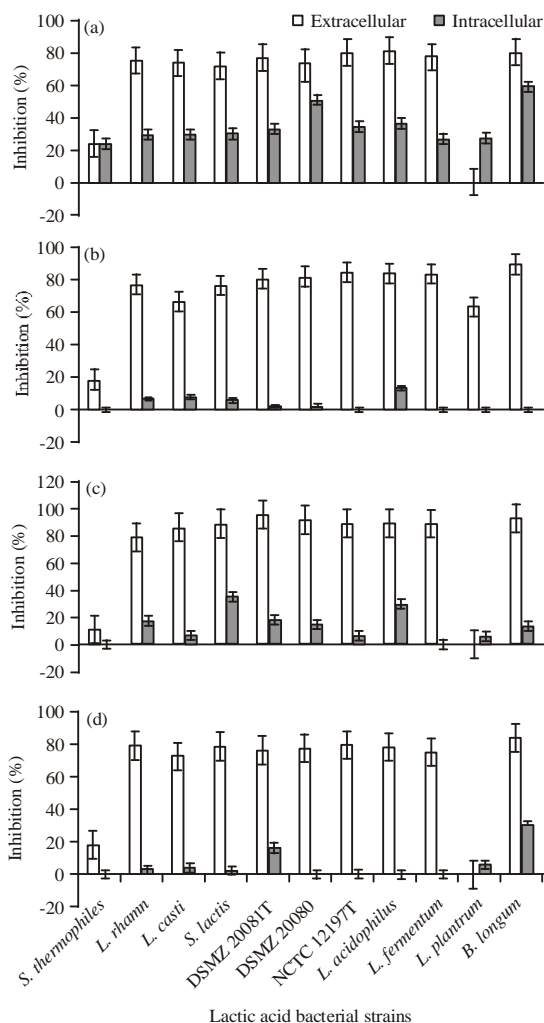 (a)
Extracellular Intracellular
100
80
60
40
20
0
-20
Inhibition (%)
(b)
100
80
60
40
20
0
-20
Inhibition (%)
(c)
120
100
80
60
40
20
0
-20
Inhibition (%)
(d)
100
80
60
40
20
0
-20
Inhibition (%)
S. thermophiles
L. rhamn
L. casti
S. lactis
DSMZ 20081T
DSMZ 20080
NCTC 12197T
L. acidophilus
L. fermentum
L. plantrum
B. longum
Lactic acid bacterial strains